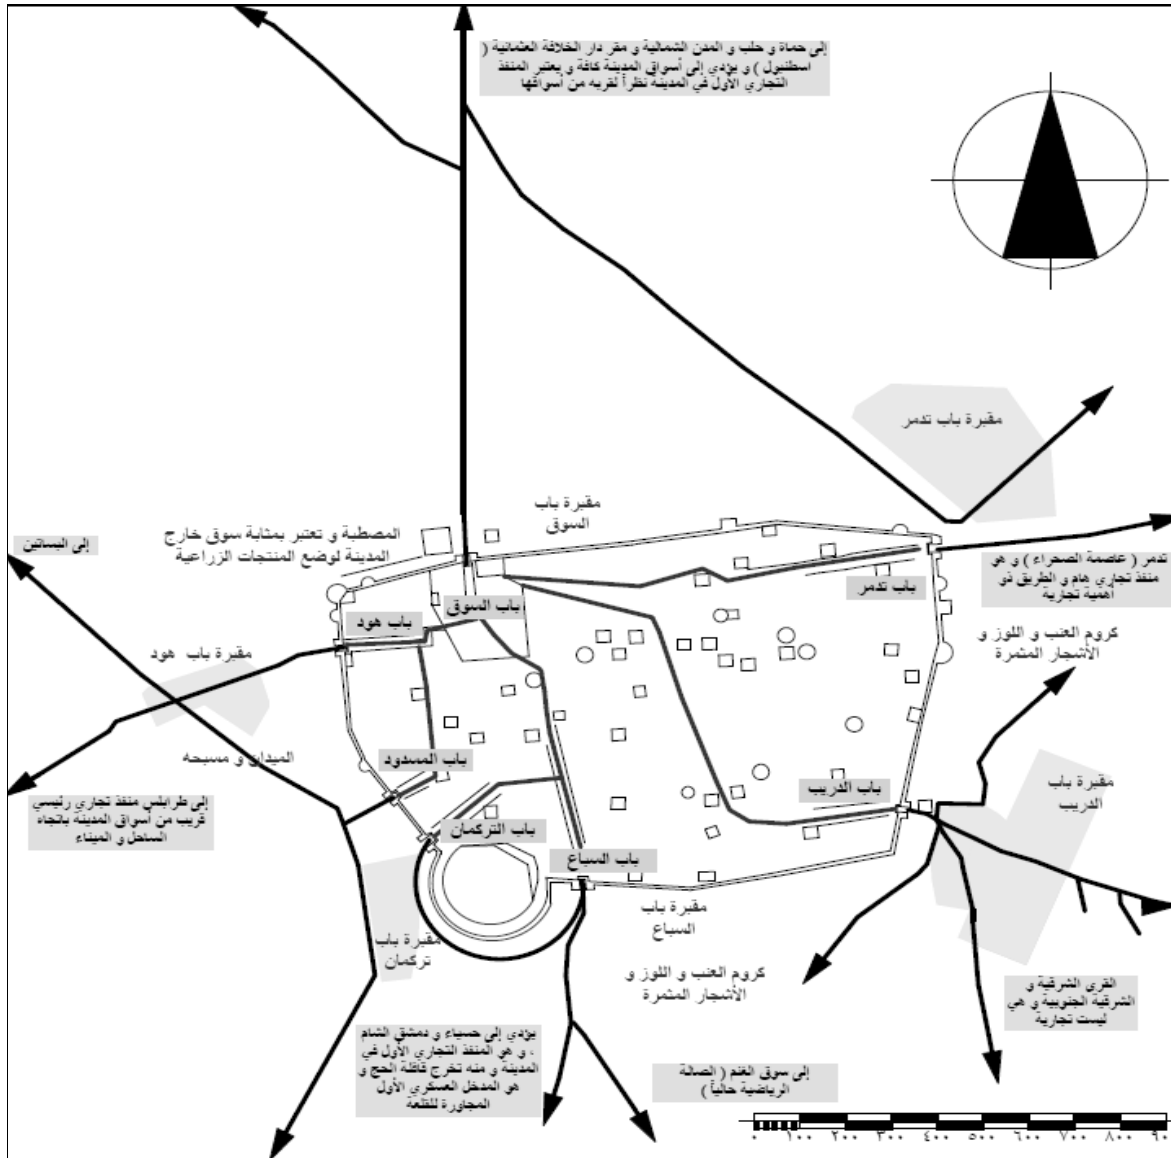 إلى حماة و حلب و المدن الشمالية و مقر دار الخلافة العثمانية (
اسطنبول ) و يؤدي إلى أسواق المدينة كافة و يعتبر المنفذ
التجاري الأول في المدينة نظراً لقربه من أسواقها
مقبرة باب تدمر
مقبرة باب
السوق
المصطبة و تعتبر بمثابة سوق خارج
المدينة لوضع المنتجات الزراعية
إلى البساتين
تدمر ( عاصمة الصحراء ) و هو
منفذ تجاري هام و الطريق ذو
أهمية تجارية
باب تدمر
باب السوق
باب هود
كروم العنب و اللوز و
الأشجار المثمرة
مقبرة باب هود
الميدان و مسبحه
باب المسدود
مقبرة باب
الدريب
باب الدريب
إلى طرابلس منفذ تجاري رئيسي
قريب من أسواق المدينة باتجاه
الساحل و الميناء
باب التركمان
باب السباع
مقبرة باب
السباع
مقبرة باب
تركمان
كروم العنب و اللوز و
الأشجار المثمرة
القرى الشرقية و
الشرقية الجنوبية و هي
ليست تجارية
يؤدي إلى حسياء و دمشق الشام
، و هو المنفذ التجاري الأول في
المدينة و منه تخرج قافلة الحج و
هو المدخل العسكري الأول
المجاورة للقلعة
إلى سوق الغنم ( الصالة
الرياضية حالياً )
٠ ١٠٠ ٢٠٠ ٣٠٠ ٤٠٠ ٥٠٠ ٦٠٠ ٧٠٠ ٨٠٠ ٩٠